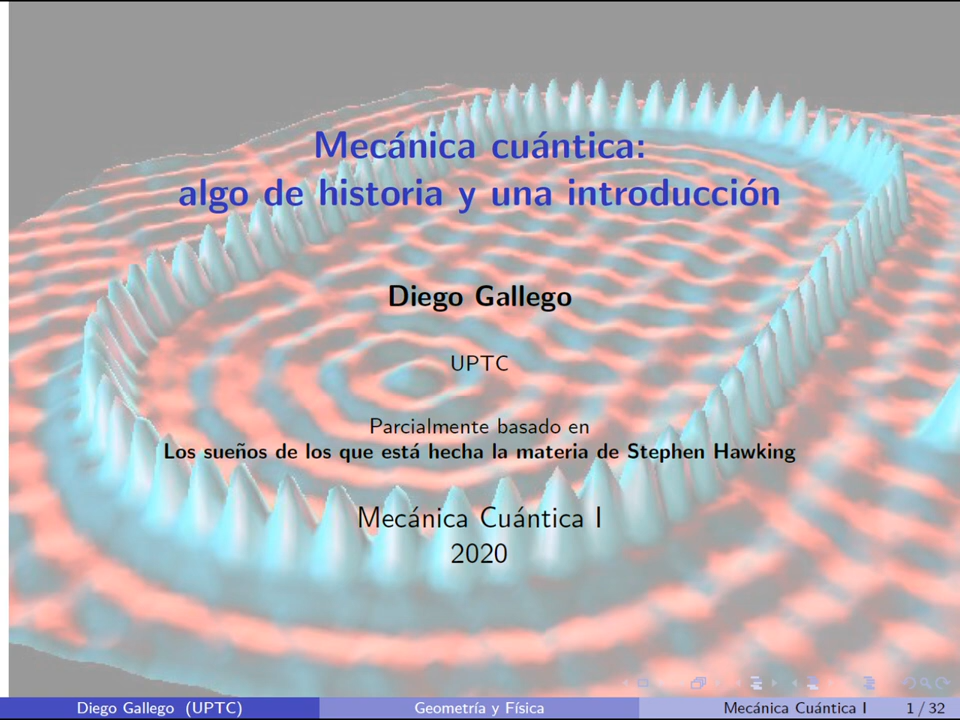 Mecánica cuántica:
algo de historia y una introducción
Diego Gallego
UPTC
Parcialmente basado en
Los sueños de los que está hecha la materia de Stephen Hawking
Mecánica Cuántica I
2020
Diego Gallego (UPTC)
Geometría y Física
Mecánica Cuántica I
1 / 32